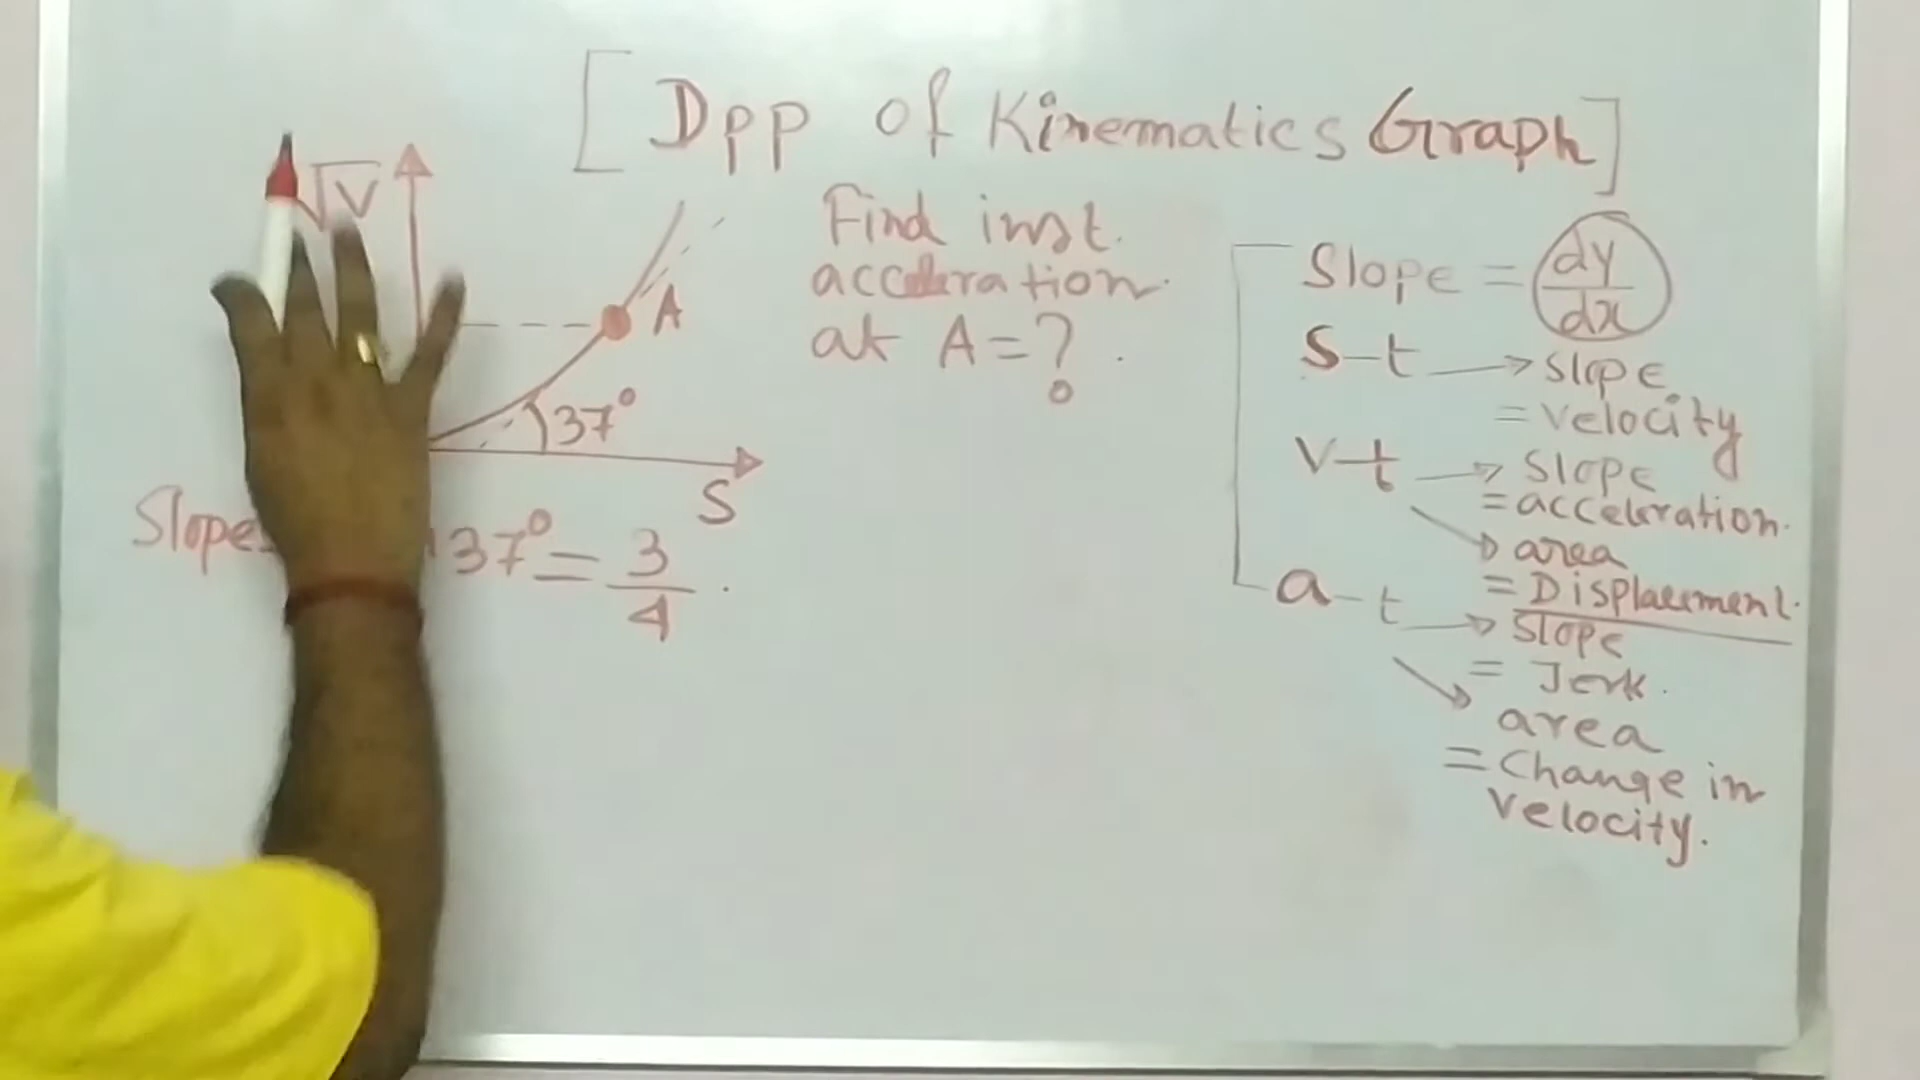 [Dpp of Kinematics Graph]
√V
A
37°
S
Find inst.
accelration
at A = ?
Slope
37° = 3/4 .
Slope = dy/dx
S-t → slope
= velocity
V-t → slope
= acceleration.
→ area
= Displacement.
a-t → slope
= Jerk.
→ area
= Change in
velocity.